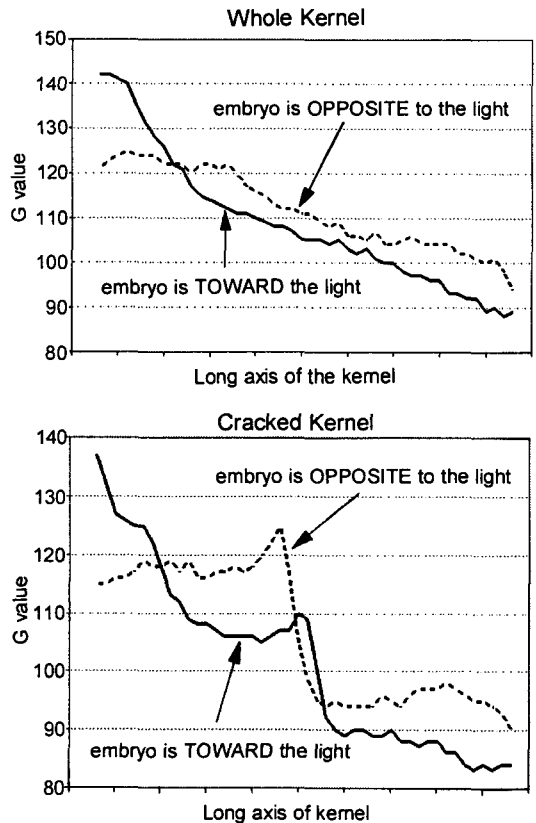 Whole Kernel
150
140
130
120
110
100
90
80
G value
embryo is OPPOSITE to the light
embryo is TOWARD the light
Long axis of the kernel
Cracked Kernel
140
130
120
110
100
90
80
G value
embryo is OPPOSITE to the light
embryo is TOWARD the light
Long axis of kernel